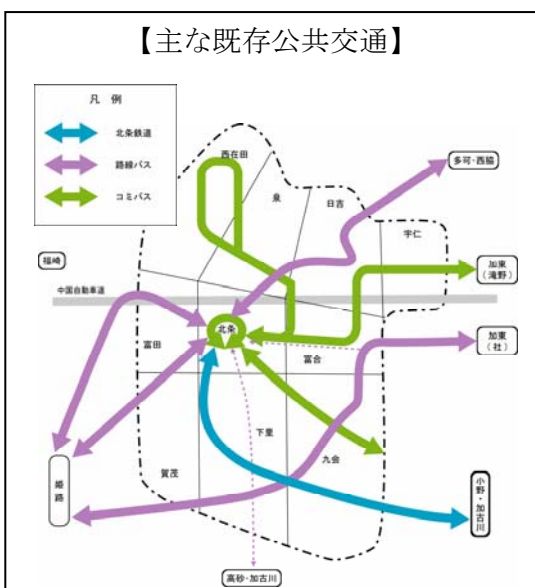 【主な既存公共交通】
凡 例
北条鉄道
路線バス
コミバス
西在田
泉
日吉
宇仁
多可・西脇
福崎
中国自動車道
加東
(滝野)
加東
(社)
北条
富田
富合
下里
九会
賀茂
姫路
小野・加古川
高砂・加古川